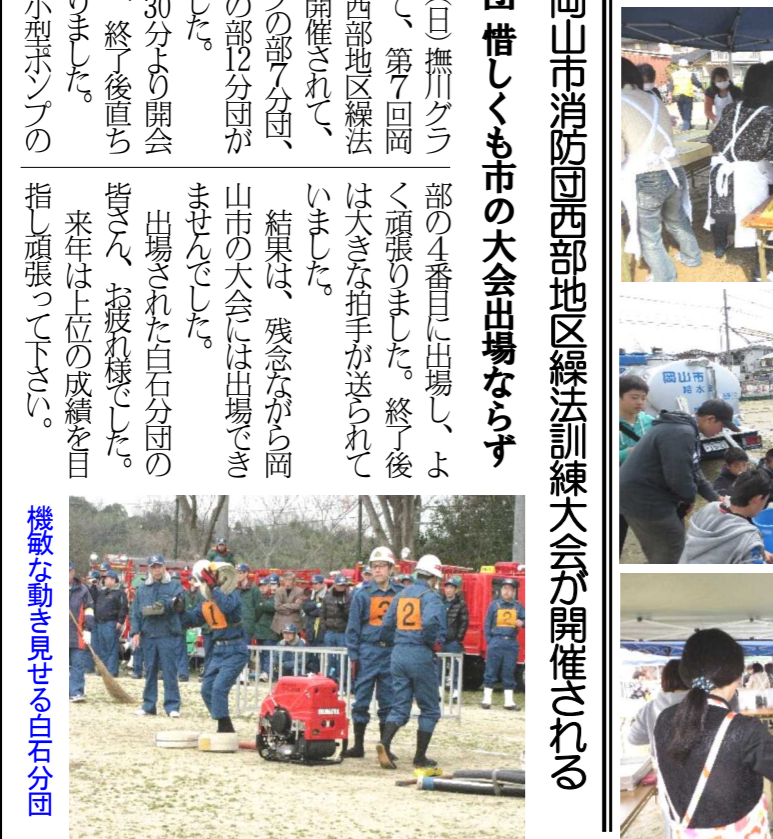 岡山市消防団西部地区繰法訓練大会が開催される
団 惜しくも市の大会出場ならず
(日)撫川グラ
て、第7回岡
西部地区繰法
開催されて、
プの部7分団、
の部12分団が
した。
30分より開会
、終了後直ち
りました。
小型ポンプの
部の4番目に出場し、よ
く頑張りました。終了後
は大きな拍手が送られて
いました。
結果は、残念ながら岡
山市の大会には出場でき
ませんでした。
出場された白石分団の
皆さん、お疲れ様でした。
来年は上位の成績を目
指し頑張って下さい。
機敏な動き見せる白石分団
岡山市
給水
1
2
2